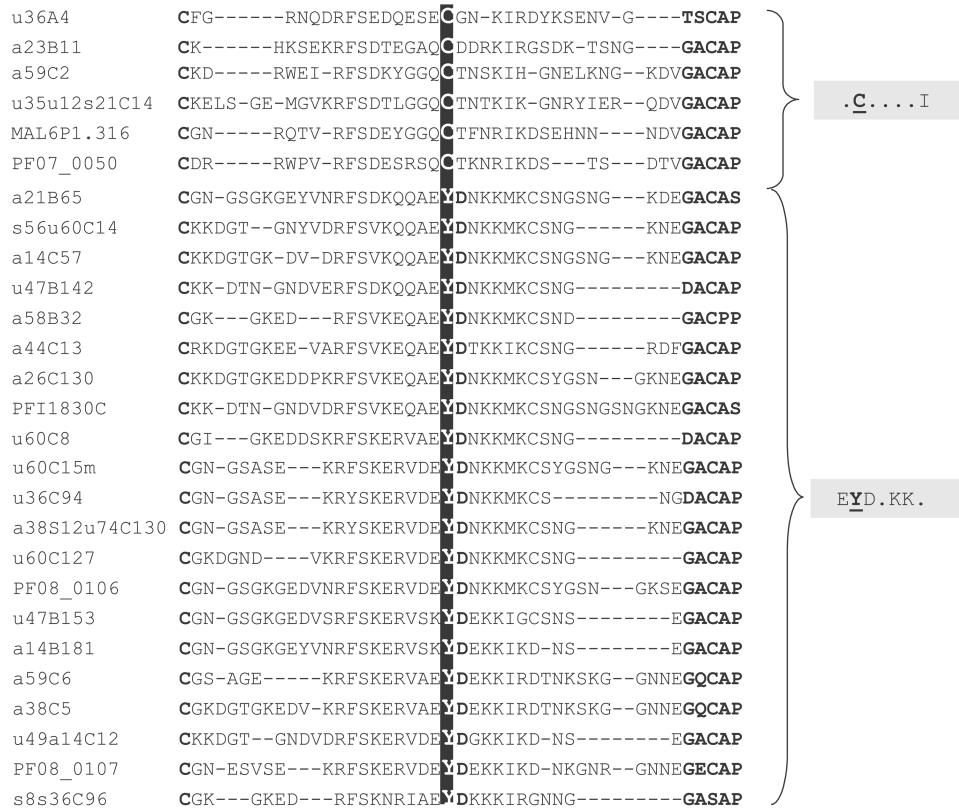 u36A4 CFG------RNQDRFSEDQESECGN-KIRDYKSENV-G----TSCAP
a23B11 CK------HKSEKRFSDTEGAQCDDRKIRGSDK-TSNG----GACAP
a59C2 CKD-----RWEI-RFSDKYGGQCTNSKIH-GNELKNG--KDVGACAP
u35u12s21C14 CKELS-GE-MGVKRFSDTLGGQCTNTKIK-GNRYIER--QDVGACAP
MAL6P1.316 CGN-----RQTV-RFSDEYGGQCTFNRIKDSEHNN---NDVGACAP
PF07_0050 CDR-----RWPV-RFSDESRSQCTKNRIKDS---TS--DTVGACAP
.C....I
a21B65 CGN-GSGKGEYVNRFSDKQQAEYDNKKMKCSNGSNG---KDEGACAS
s56u60C14 CKKDGT--GNYVDRFSVKQQAEYDNKKMKCSNGSNG---KNEGACAP
a14C57 CKKDGTGK-DV-DRFSVKQQAEYDNKKMKCSNGSNG---KNEGACAP
u47B142 CKK-DTN-GNDVERFSDKQQAEYDNKKMKCSNG---------DACAP
a58B32 CGK---GKED---RFSVKEQAEYDNKKMKCSND---------GACPP
a44C13 CRKDGTGKEE-VARFSVKEQAEYDTKKIKCSNG------RDFGACAP
a26C130 CKKDGTGKEDDPKRFSVKEQAEYDNKKMKCSYGSN---GKNEGACAP
PFI1830C CKK-DTN-GNDVDRFSVKEQAEYDNKKMKCSNGSNGSNGKNEGACAS
u60C8 CGI---GKEDDSKRFSKERVAEYDNKKMKCSNG---------DACAP
u60C15m CGN-GSASE---KRFSKERVDEYDNKKMKCSYGSNG---KNEGACAP
u36C94 CGN-GSASE---KRYSKERVDEYDNKKMKCS---------NGDACAP
EYD.KK.
a38S12u74C130 CGN-GSASE---KRYSKERVDEYDNKKMKCSNG------KNEGACAP
u60C127 CGKDGND----VKRFSKERVDEYDNKKMKCSNG---------GACAP
PF08_0106 CGN-GSGKGEDVNRFSKERVDEYDNKKMKCSYGSN---GKSEGACAP
u47B153 CGN-GSGKGEDVSRFSKERVSKYDEKKIGCSNS--------EGACAP
a14B181 CGN-GSGKGEYVNRFSKERVSKYDEKKIKD-NS--------EGACAP
a59C6 CGS-AGE-----KRFSKERVAEYDEKKIRDTNKSKG--GNNEGQCAP
a38C5 CGKDGTGKEDV-KRFSKERVAEYDEKKIRDTNKSKG--GNNEGQCAP
u49a14C12 CKKDGT--GNDVDRFSKERVDEYDGKKIKD-NS--------EGACAP
PF08_0107 CGN-ESVSE---KRFSKERVDEYDEKKIKD-NKGNR--GNNEGECAP
s8s36C96 CGK---GKED---RFSKNRIAEYDKKKIRGNNG---------GASAP